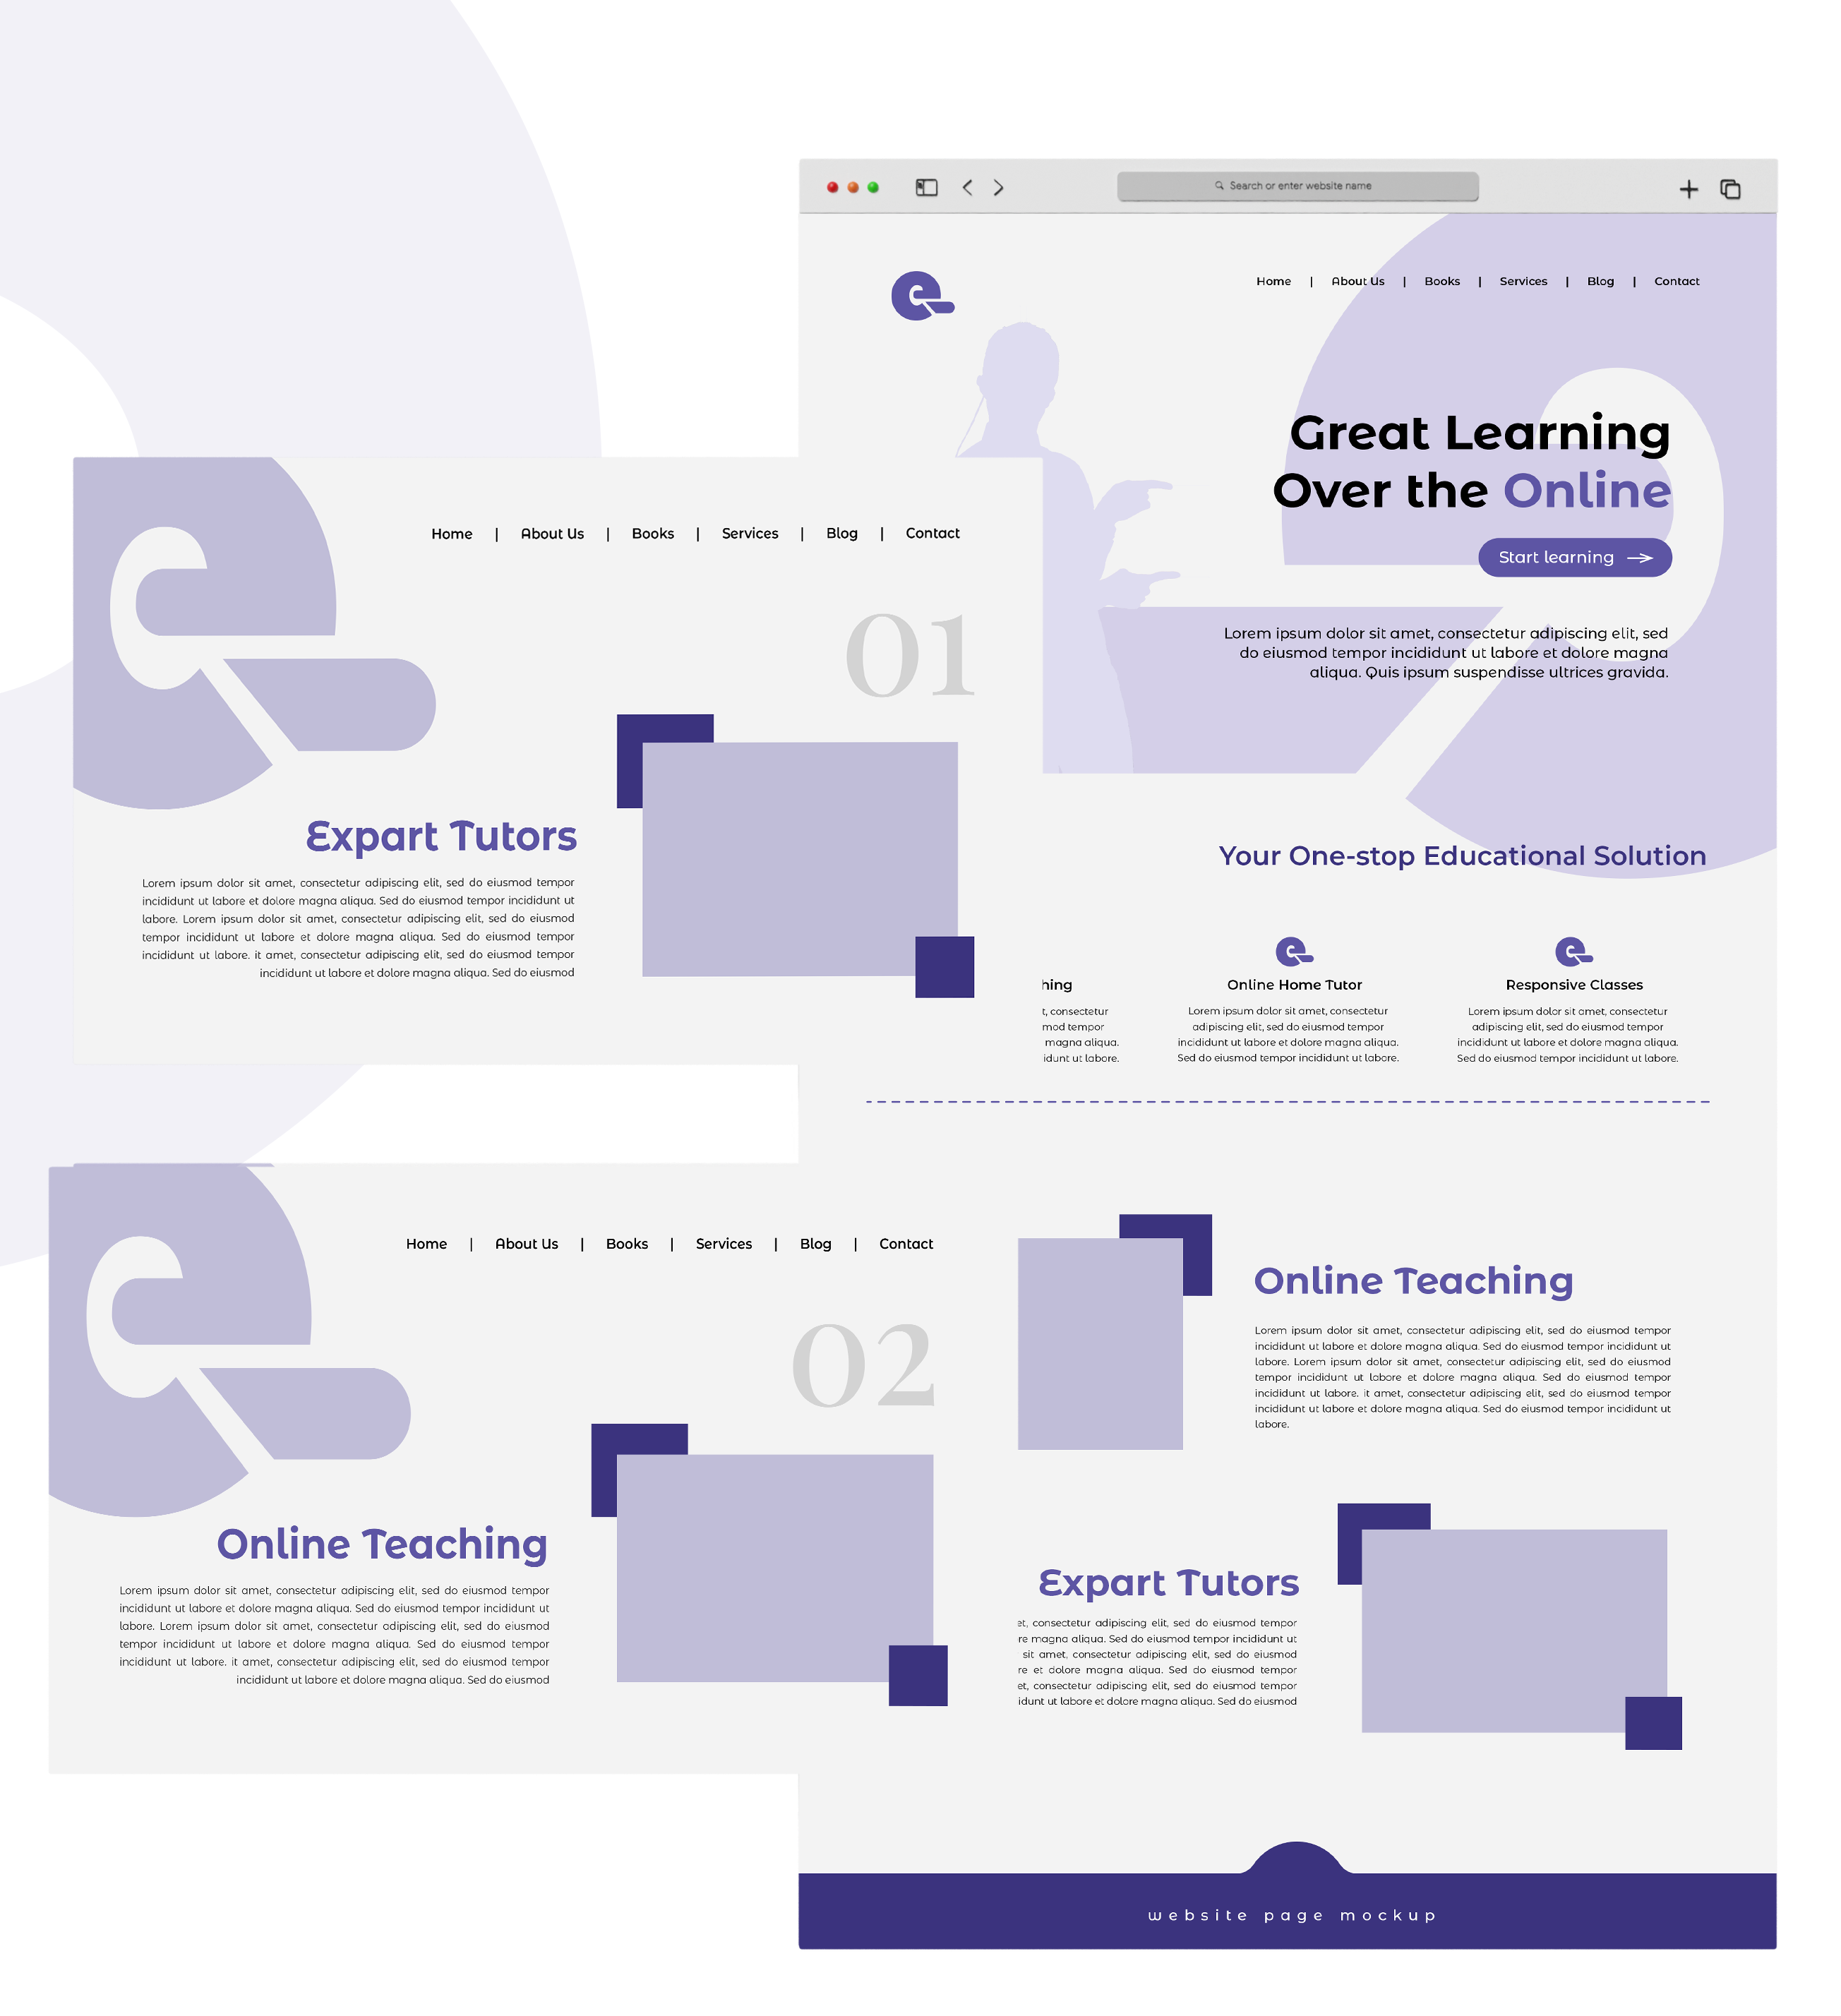 Search or enter website name
Home | About Us | Books | Services | Blog | Contact
Great Learning
Over the Online
Start learning
Lorem ipsum dolor sit amet, consectetur adipiscing elit, sed
do eiusmod tempor incididunt ut labore et dolore magna
aliqua. Quis ipsum suspendisse ultrices gravida.
Home | About Us | Books | Services | Blog | Contact
01
Expart Tutors
Lorem ipsum dolor sit amet, consectetur adipiscing elit, sed do eiusmod tempor
incididunt ut labore et dolore magna aliqua. Sed do eiusmod tempor incididunt ut
labore. Lorem ipsum dolor sit amet, consectetur adipiscing elit, sed do eiusmod
tempor incididunt ut labore et dolore magna aliqua. Sed do eiusmod tempor
incididunt ut labore. it amet, consectetur adipiscing elit, sed do eiusmod tempor
incididunt ut labore et dolore magna aliqua. Sed do eiusmod
Your One-stop Educational Solution
hing
t, consectetur
mod tempor
magna aliqua.
idunt ut labore.
Online Home Tutor
Lorem ipsum dolor sit amet, consectetur
adipiscing elit, sed do eiusmod tempor
incididunt ut labore et dolore magna aliqua.
Sed do eiusmod tempor incididunt ut labore.
Responsive Classes
Lorem ipsum dolor sit amet, consectetur
adipiscing elit, sed do eiusmod tempor
incididunt ut labore et dolore magna aliqua.
Sed do eiusmod tempor incididunt ut labore.
Home | About Us | Books | Services | Blog | Contact
02
Online Teaching
Lorem ipsum dolor sit amet, consectetur adipiscing elit, sed do eiusmod tempor
incididunt ut labore et dolore magna aliqua. Sed do eiusmod tempor incididunt ut
labore. Lorem ipsum dolor sit amet, consectetur adipiscing elit, sed do eiusmod
tempor incididunt ut labore et dolore magna aliqua. Sed do eiusmod tempor
incididunt ut labore. it amet, consectetur adipiscing elit, sed do eiusmod tempor
incididunt ut labore et dolore magna aliqua. Sed do eiusmod
Online Teaching
Lorem ipsum dolor sit amet, consectetur adipiscing elit, sed do eiusmod tempor
incididunt ut labore et dolore magna aliqua. Sed do eiusmod tempor incididunt ut
labore. Lorem ipsum dolor sit amet, consectetur adipiscing elit, sed do eiusmod
tempor incididunt ut labore et dolore magna aliqua. Sed do eiusmod tempor
incididunt ut labore. it amet, consectetur adipiscing elit, sed do eiusmod tempor
incididunt ut labore et dolore magna aliqua. Sed do eiusmod tempor incididunt ut
labore.
Expart Tutors
et, consectetur adipiscing elit, sed do eiusmod tempor
re magna aliqua. Sed do eiusmod tempor incididunt ut
sit amet, consectetur adipiscing elit, sed do eiusmod
re et dolore magna aliqua. Sed do eiusmod tempor
et, consectetur adipiscing elit, sed do eiusmod tempor
idunt ut labore et dolore magna aliqua. Sed do eiusmod
website page mockup